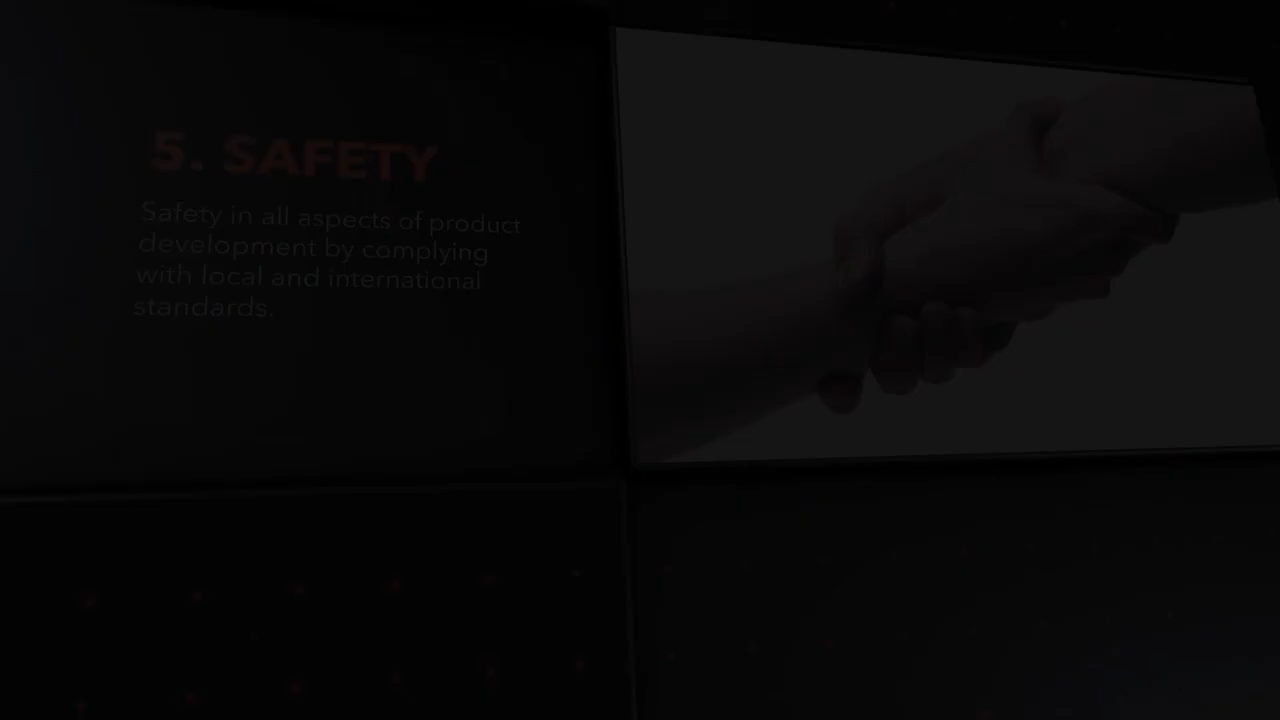 5. SAFETY
Safety in all aspects of product
development by complying
with local and international
standards.